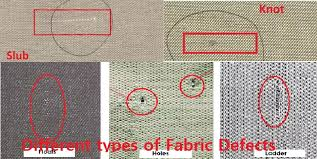 Knot
Slub
Different types of Fabric Defects
Holes
Ladder